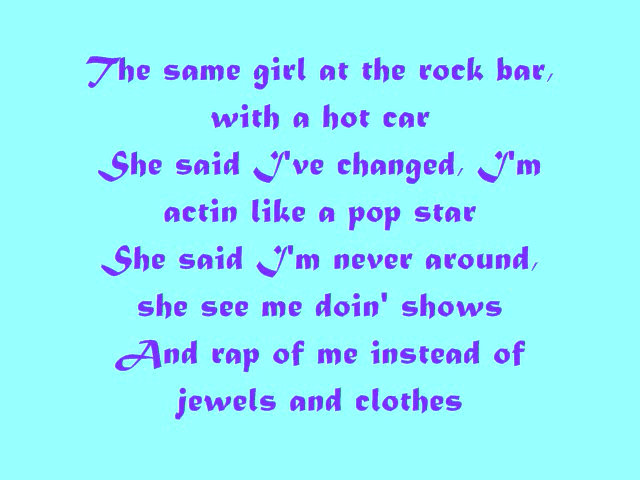 The same girl at the rock bar,
with a hot car
She said I've changed, I'm
actin like a pop star
She said I'm never around,
she see me doin' shows
And rap of me instead of
jewels and clothes